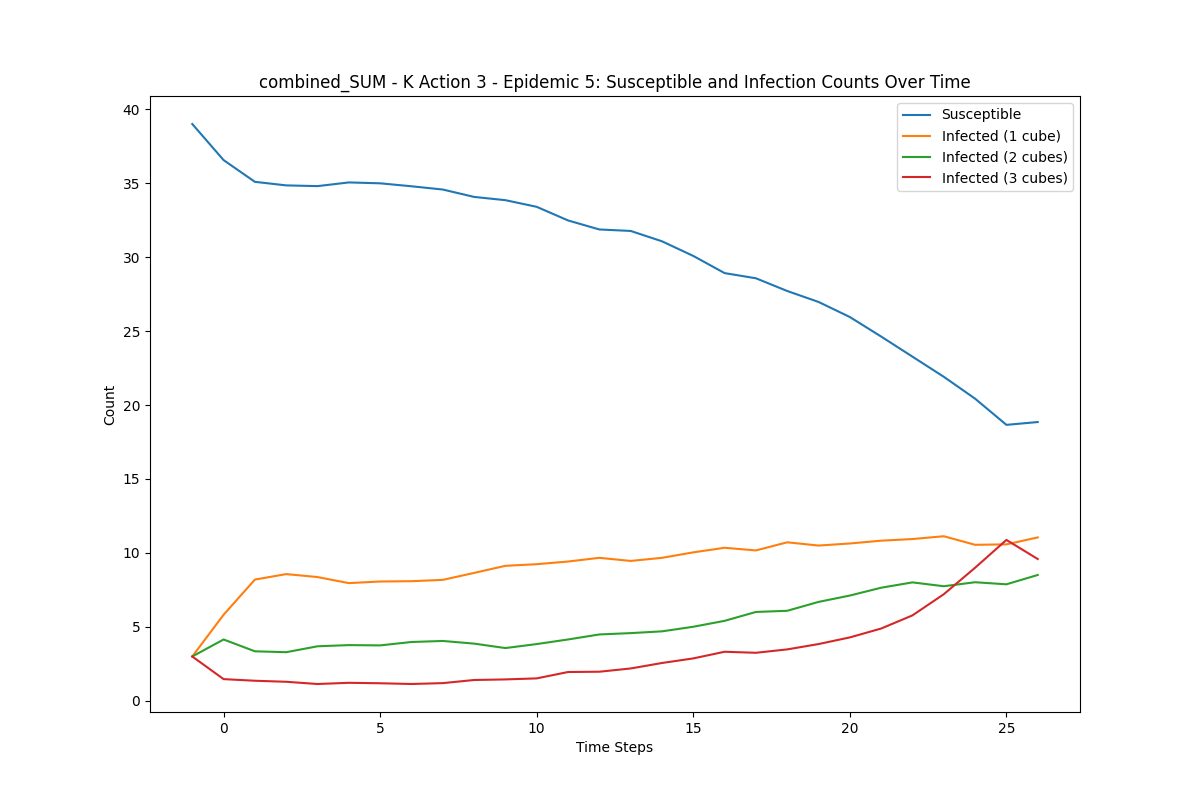 combined_SUM - K Action 3 - Epidemic 5: Susceptible and Infection Counts Over Time
Susceptible
Infected (1 cube)
Infected (2 cubes)
Infected (3 cubes)
40
35
30
25
20
15
10
5
0
Count
0 5 10 15 20 25
Time Steps